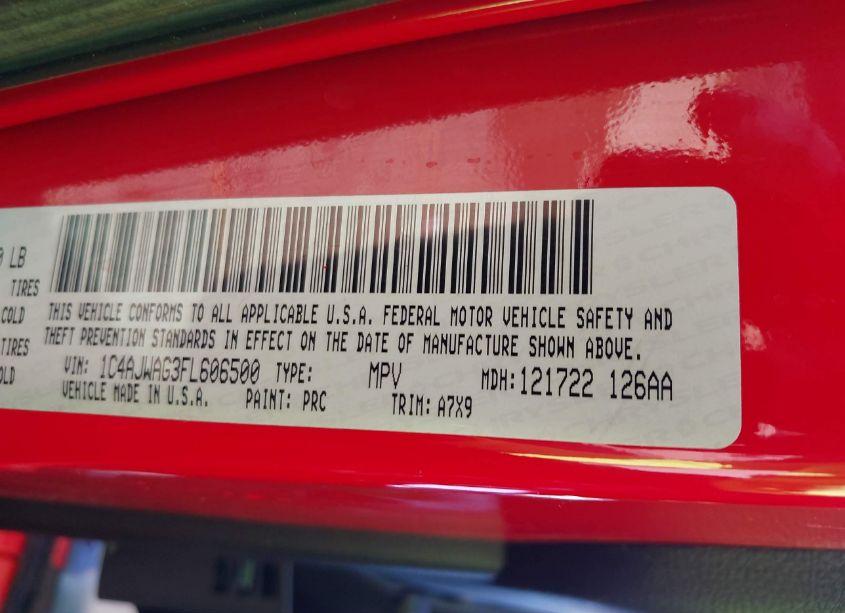 0 LB
TIRES
COLD
TIRES
OLD
THIS VEHICLE CONFORMS TO ALL APPLICABLE U.S.A. FEDERAL MOTOR VEHICLE SAFETY AND
THEFT PREVENTION STANDARDS IN EFFECT ON THE DATE OF MANUFACTURE SHOWN ABOVE.
VIN: 1C4AJWAG3FL606500 TYPE: MPV MDH: 121722 126AA
VEHICLE MADE IN U.S.A. PAINT: PRC TRIM: A7X9